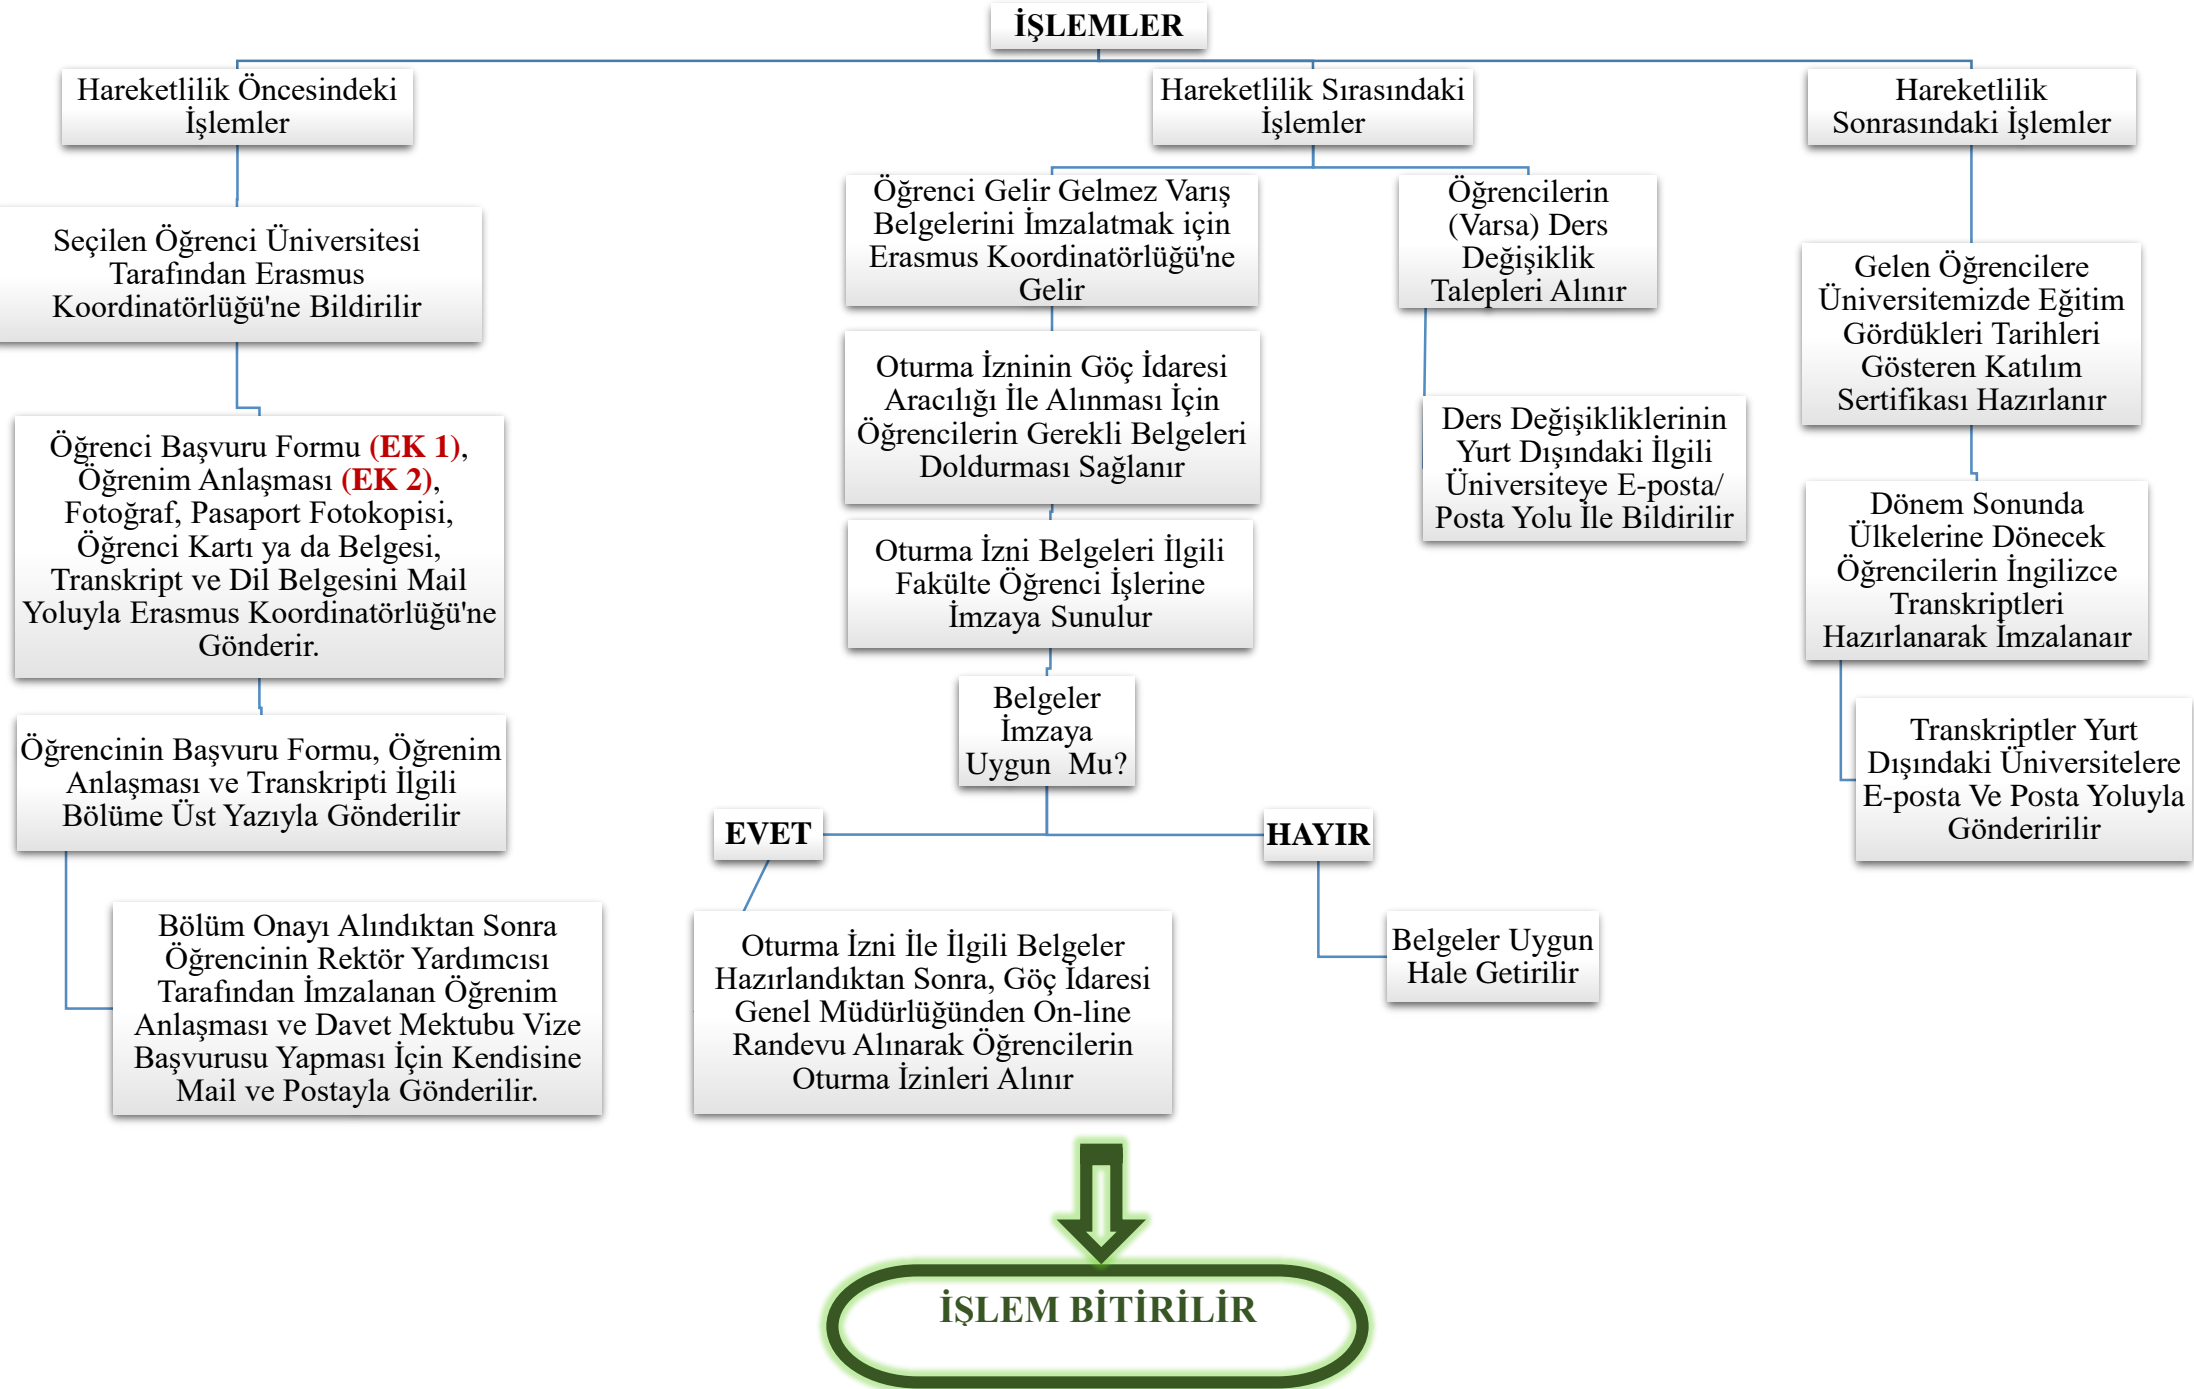 İŞLEMLER
Hareketlilik Öncesindeki
İşlemler
Seçilen Öğrenci Üniversitesi
Tarafından Erasmus
Koordinatörlüğü'ne Bildirilir
Öğrenci Başvuru Formu (EK 1),
Öğrenim Anlaşması (EK 2),
Fotoğraf, Pasaport Fotokopisi,
Öğrenci Kartı ya da Belgesi,
Transkript ve Dil Belgesini Mail
Yoluyla Erasmus Koordinatörlüğü'ne
Gönderir.
Öğrencinin Başvuru Formu, Öğrenim
Anlaşması ve Transkripti İlgili
Bölüme Üst Yazıyla Gönderilir
Bölüm Onayı Alındıktan Sonra
Öğrencinin Rektör Yardımcısı
Tarafından İmzalanan Öğrenim
Anlaşması ve Davet Mektubu Vize
Başvurusu Yapması İçin Kendisine
Mail ve Postayla Gönderilir.
Hareketlilik Sırasındaki
İşlemler
Öğrenci Gelir Gelmez Varış
Belgelerini İmzalatmak için
Erasmus Koordinatörlüğü'ne
Gelir
Oturma İzninin Göç İdaresi
Aracılığı İle Alınması İçin
Öğrencilerin Gerekli Belgeleri
Doldurması Sağlanır
Oturma İzni Belgeleri İlgili
Fakülte Öğrenci İşlerine
İmzaya Sunulur
Belgeler
İmzaya
Uygun  Mu?
EVET
Oturma İzni İle İlgili Belgeler
Hazırlandıktan Sonra, Göç İdaresi
Genel Müdürlüğünden On-line
Randevu Alınarak Öğrencilerin
Oturma İzinleri Alınır
HAYIR
Belgeler Uygun
Hale Getirilir
Öğrencilerin
(Varsa) Ders
Değişiklik
Talepleri Alınır
Ders Değişikliklerinin
Yurt Dışındaki İlgili
Üniversiteye E-posta/
Posta Yolu İle Bildirilir
Hareketlilik
Sonrasındaki İşlemler
Gelen Öğrencilere
Üniversitemizde Eğitim
Gördükleri Tarihleri
Gösteren Katılım
Sertifikası Hazırlanır
Dönem Sonunda
Ülkelerine Dönecek
Öğrencilerin İngilizce
Transkriptleri
Hazırlanarak İmzalanaır
Transkriptler Yurt
Dışındaki Üniversitelere
E-posta Ve Posta Yoluyla
Gönderirilir
İŞLEM BİTİRİLİR